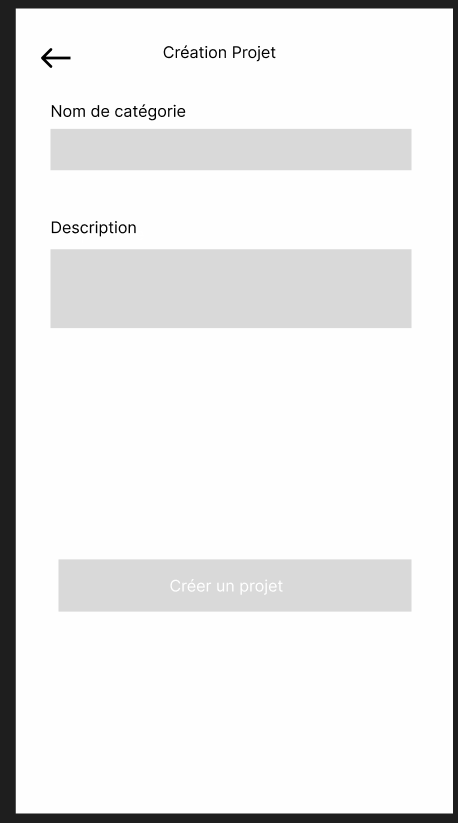 Création Projet
Nom de catégorie
Description
Créer un projet